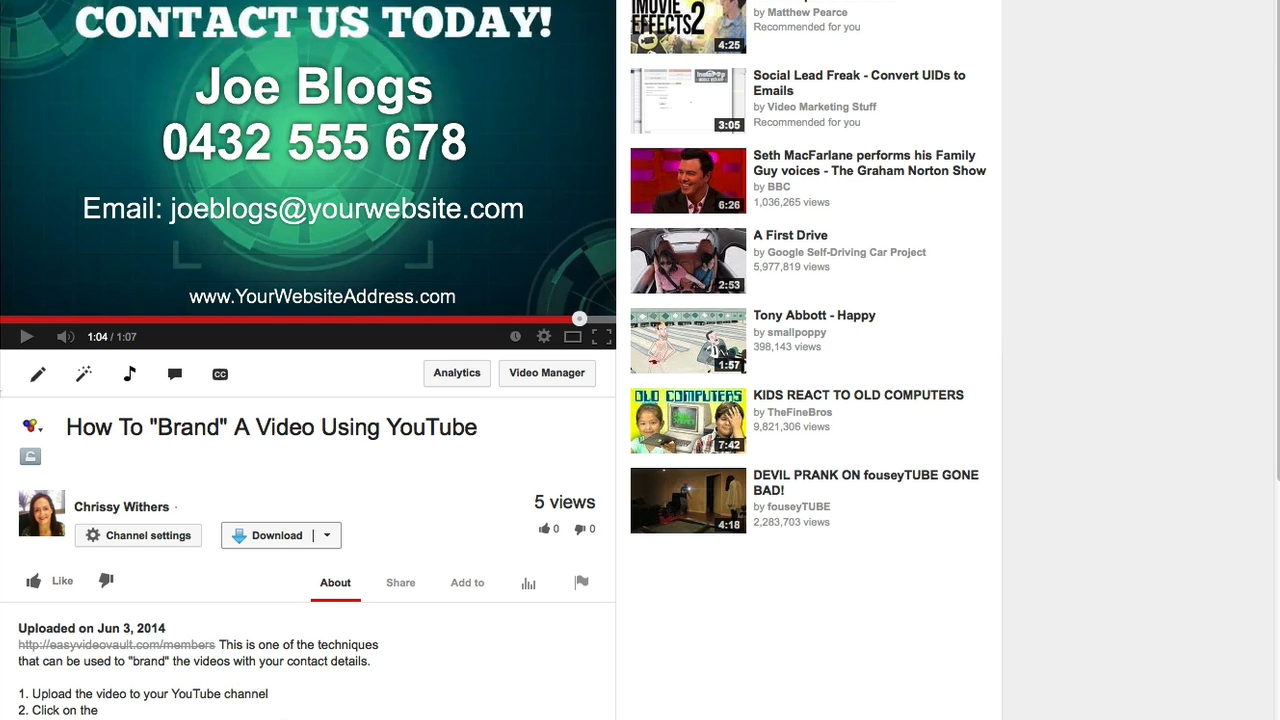 CONTACT US TODAY!
Joe Blogs
0432 555 678
Email: joeblogs@yourwebsite.com
www.YourWebsiteAddress.com
1:04 / 1:07
CC
Analytics
Video Manager
How To "Brand" A Video Using YouTube
Chrissy Withers
5 views
Channel settings
Download
0 0
Like
About
Share
Add to
Uploaded on Jun 3, 2014
http://easyvideovault.com/members This is one of the techniques
that can be used to "brand" the videos with your contact details.
1. Upload the video to your YouTube channel
2. Click on the
iMOVIE
EFFECTS2
4:25
by Matthew Pearce
Recommended for you
3:05
Social Lead Freak - Convert UIDs to
Emails
by Video Marketing Stuff
Recommended for you
6:26
Seth MacFarlane performs his Family
Guy voices - The Graham Norton Show
by BBC
1,036,265 views
2:53
A First Drive
by Google Self-Driving Car Project
5,977,819 views
1:57
Tony Abbott - Happy
by smallpoppy
398,143 views
OLD COMPUTERS
7:42
KIDS REACT TO OLD COMPUTERS
by TheFineBros
9,821,306 views
4:18
DEVIL PRANK ON fouseyTUBE GONE
BAD!
by fouseyTUBE
2,283,703 views